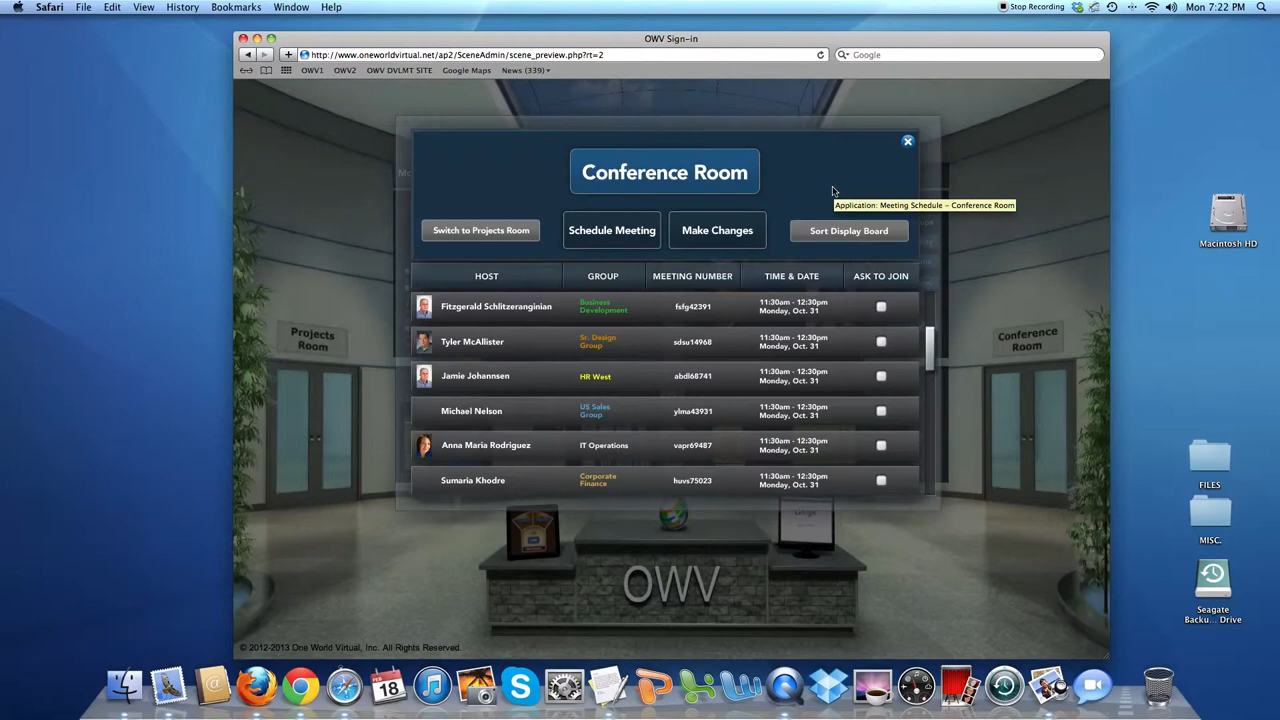 Safari File Edit View History Bookmarks Window Help
Stop Recording Mon 7:22 PM
OWV Sign-in
http://www.oneworldvirtual.net/ap2/SceneAdmin/scene_preview.php?rt=2
Google
OWV1 OWV2 OWV DVLMT SITE Google Maps News (339)▾
Conference Room
Application: Meeting Schedule - Conference Room
Switch to Projects Room Schedule Meeting Make Changes Sort Display Board
HOST GROUP MEETING NUMBER TIME & DATE ASK TO JOIN
Fitzgerald Schlitzeranginian Business Development fsfg42391 11:30am - 12:30pm Monday, Oct. 31
Tyler McAllister Sr. Design Group sdsu14968 11:30am - 12:30pm Monday, Oct. 31
Jamie Johannsen HR West abdl68741 11:30am - 12:30pm Monday, Oct. 31
Michael Nelson US Sales Group ylma43931 11:30am - 12:30pm Monday, Oct. 31
Anna Maria Rodriguez IT Operations vapr69487 11:30am - 12:30pm Monday, Oct. 31
Sumaria Khodre Corporate Finance huvs75023 11:30am - 12:30pm Monday, Oct. 31
Projects
Room
Conference
Room
OWV
© 2012-2013 One World Virtual, Inc. All Rights Reserved.
Macintosh HD
FILES
MISC.
Seagate
Backu... Drive
18